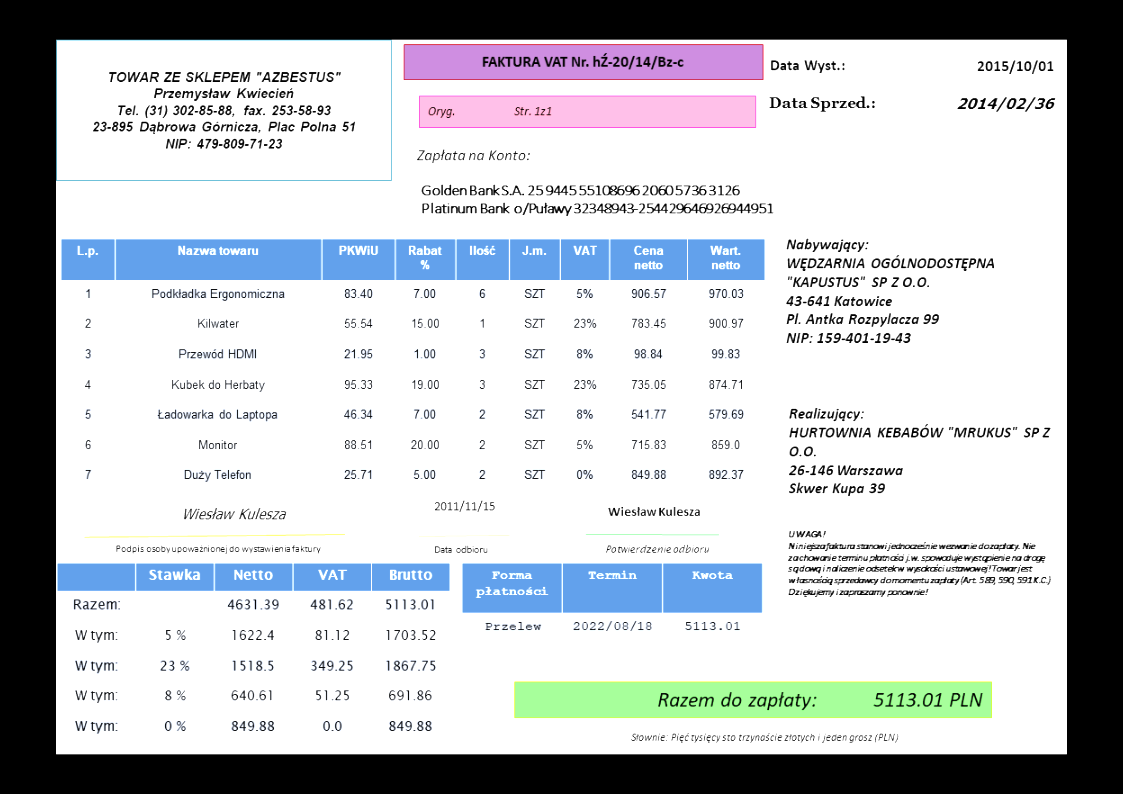 TOWAR ZE SKLEPEM "AZBESTUS"
Przemysław Kwiecień
Tel. (31) 302-85-88, fax. 253-58-93
23-895 Dąbrowa Górnicza, Plac Polna 51
NIP: 479-809-71-23
FAKTURA VAT Nr. hŹ-20/14/Bz-c
Oryg. Str. 1z1
Data Wyst.: 2015/10/01
Data Sprzed.: 2014/02/36
Zapłata na Konto:
Golden Bank S.A. 25 9445 5510 8696 2060 5736 3126
Platinum Bank o/Puławy 32348943-254429646926944951
L.p. Nazwa towaru PKWiU Rabat % Ilość J.m. VAT Cena netto Wart. netto
1 Podkładka Ergonomiczna 83.40 7.00 6 SZT 5% 906.57 970.03
2 Kilwater 55.54 15.00 1 SZT 23% 783.45 900.97
3 Przewód HDMI 21.95 1.00 3 SZT 8% 98.84 99.83
4 Kubek do Herbaty 95.33 19.00 3 SZT 23% 735.05 874.71
5 Ładowarka do Laptopa 46.34 7.00 2 SZT 8% 541.77 579.69
6 Monitor 88.51 20.00 2 SZT 5% 715.83 859.0
7 Duży Telefon 25.71 5.00 2 SZT 0% 849.88 892.37
Nabywający:
WĘDZARNIA OGÓLNODOSTĘPNA
"KAPUSTUS" SP Z O.O.
43-641 Katowice
Pl. Antka Rozpylacza 99
NIP: 159-401-19-43
Realizujący:
HURTOWNIA KEBABÓW "MRUKUS" SP Z
O.O.
26-146 Warszawa
Skwer Kupa 39
Wiesław Kulesza
Podpis osoby upoważnionej do wystawienia faktury
2011/11/15
Data odbioru
Wiesław Kulesza
Potwierdzenie odbioru
UWAGA!
Niniejsza faktura stanowi jednocześnie wezwanie do zapłaty. Nie
zachowanie terminu płatności j.w. spowoduje wystąpienie na drogę
sądową i naliczenie odsetek w wysokości ustawowej! Towar jest
własnością sprzedawcy do momentu zapłaty (Art. 589, 590, 591 K.C.)
Dziękujemy i zapraszamy ponownie!
Stawka Netto VAT Brutto
Razem: 4631.39 481.62 5113.01
W tym: 5 % 1622.4 81.12 1703.52
W tym: 23 % 1518.5 349.25 1867.75
W tym: 8 % 640.61 51.25 691.86
W tym: 0 % 849.88 0.0 849.88
Forma płatności Termin Kwota
Przelew 2022/08/18 5113.01
Razem do zapłaty: 5113.01 PLN
Słownie: Pięć tysięcy sto trzynaście złotych i jeden grosz (PLN)